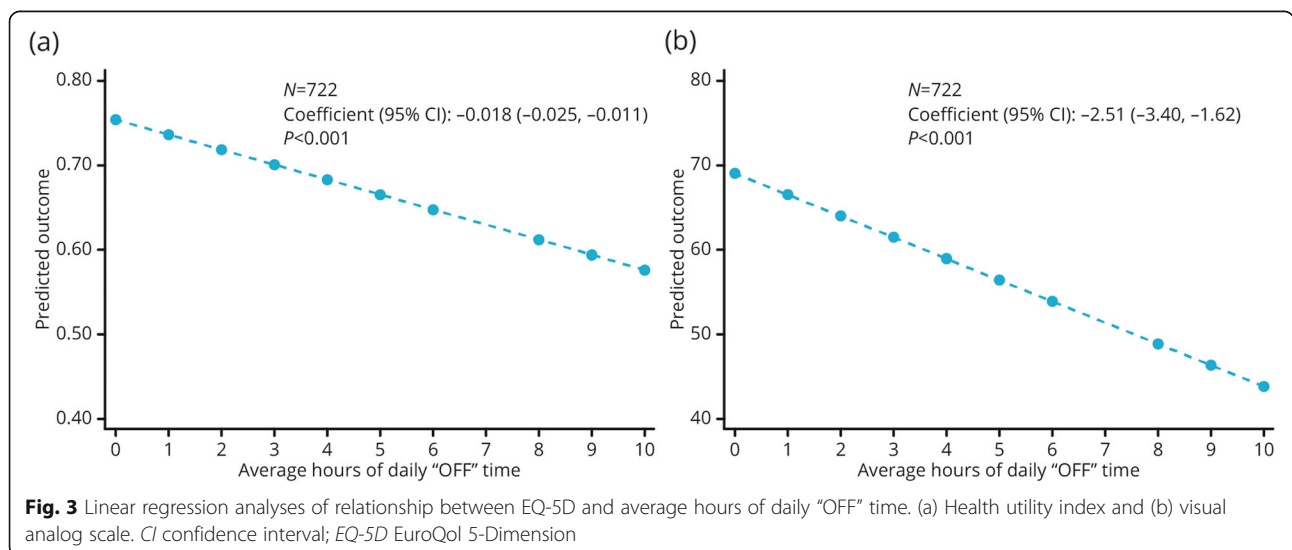 (a)
0.80
0.70
0.60
0.50
0.40
Predicted outcome
N=722
Coefficient (95% CI): –0.018 (–0.025, –0.011)
P<0.001
0 1 2 3 4 5 6 7 8 9 10
Average hours of daily “OFF” time
(b)
80
70
60
50
40
Predicted outcome
N=722
Coefficient (95% CI): –2.51 (–3.40, –1.62)
P<0.001
0 1 2 3 4 5 6 7 8 9 10
Average hours of daily “OFF” time
Fig. 3 Linear regression analyses of relationship between EQ-5D and average hours of daily “OFF” time. (a) Health utility index and (b) visual
analog scale. CI confidence interval; EQ-5D EuroQol 5-Dimension